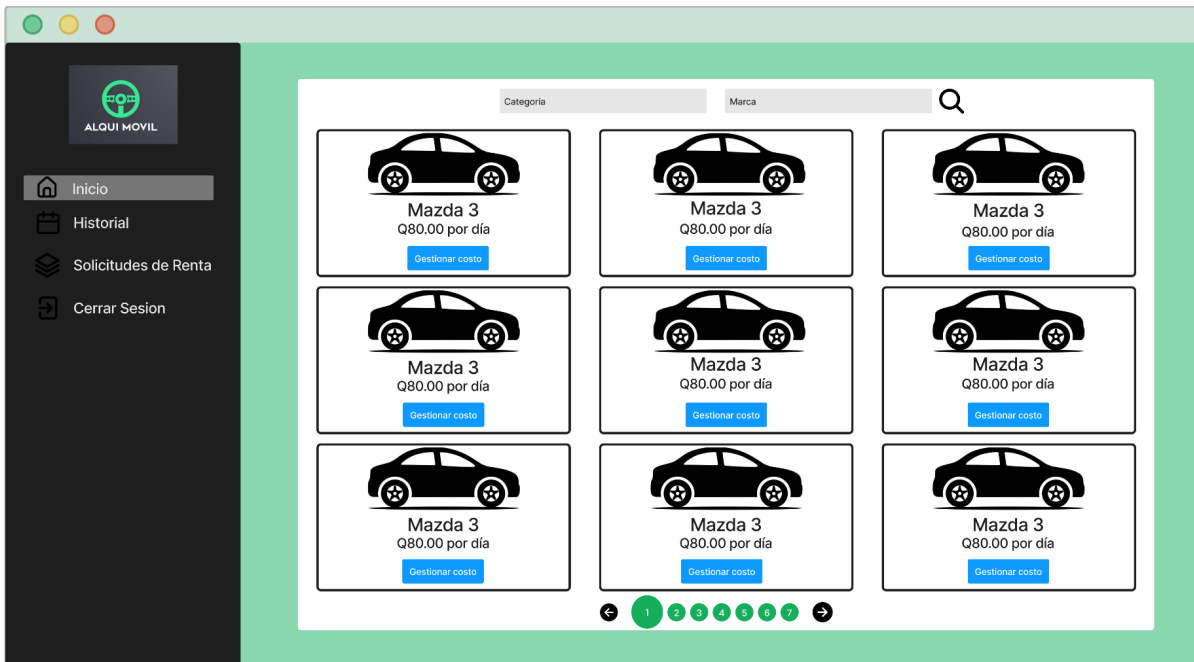 ALQUI MOVIL
Inicio
Historial
Solicitudes de Renta
Cerrar Sesion
Categoría
Marca
Mazda 3
Q80.00 por día
Gestionar costo
Mazda 3
Q80.00 por día
Gestionar costo
Mazda 3
Q80.00 por día
Gestionar costo
Mazda 3
Q80.00 por día
Gestionar costo
Mazda 3
Q80.00 por día
Gestionar costo
Mazda 3
Q80.00 por día
Gestionar costo
Mazda 3
Q80.00 por día
Gestionar costo
Mazda 3
Q80.00 por día
Gestionar costo
Mazda 3
Q80.00 por día
Gestionar costo
1 2 3 4 5 6 7